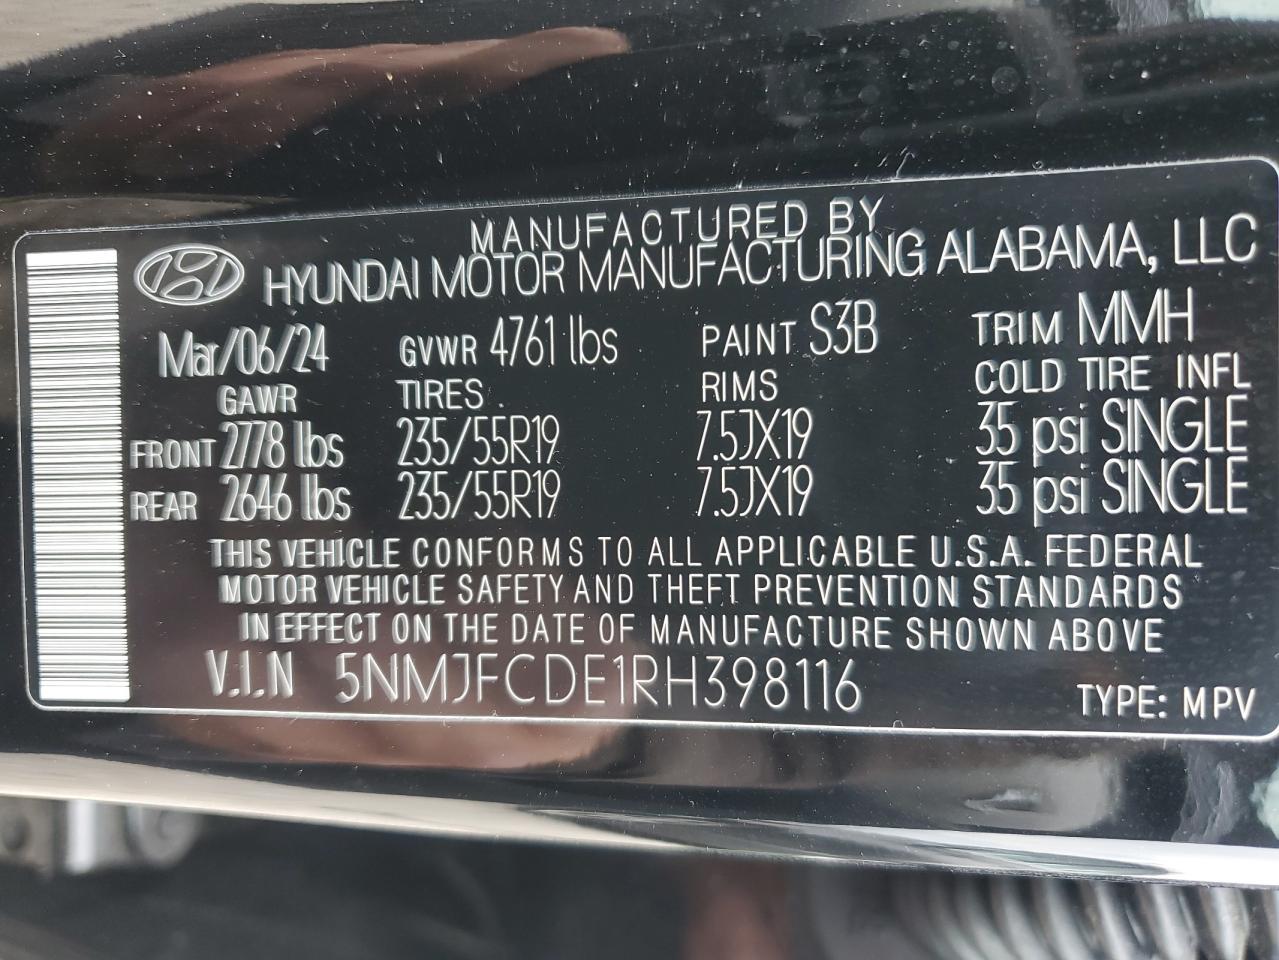 MANUFACTURED BY
HYUNDAI MOTOR MANUFACTURING ALABAMA, LLC
Mar/06/24 GVWR 4761 lbs PAINT S3B TRIM MMH
GAWR TIRES RIMS COLD TIRE INFL
FRONT 2778 lbs 235/55R19 7.5JX19 35 psi SINGLE
REAR 2646 lbs 235/55R19 7.5JX19 35 psi SINGLE
THIS VEHICLE CONFORMS TO ALL APPLICABLE U.S.A. FEDERAL
MOTOR VEHICLE SAFETY AND THEFT PREVENTION STANDARDS
IN EFFECT ON THE DATE OF MANUFACTURE SHOWN ABOVE
V.I.N 5NMJFCDE1RH398116
TYPE: MPV